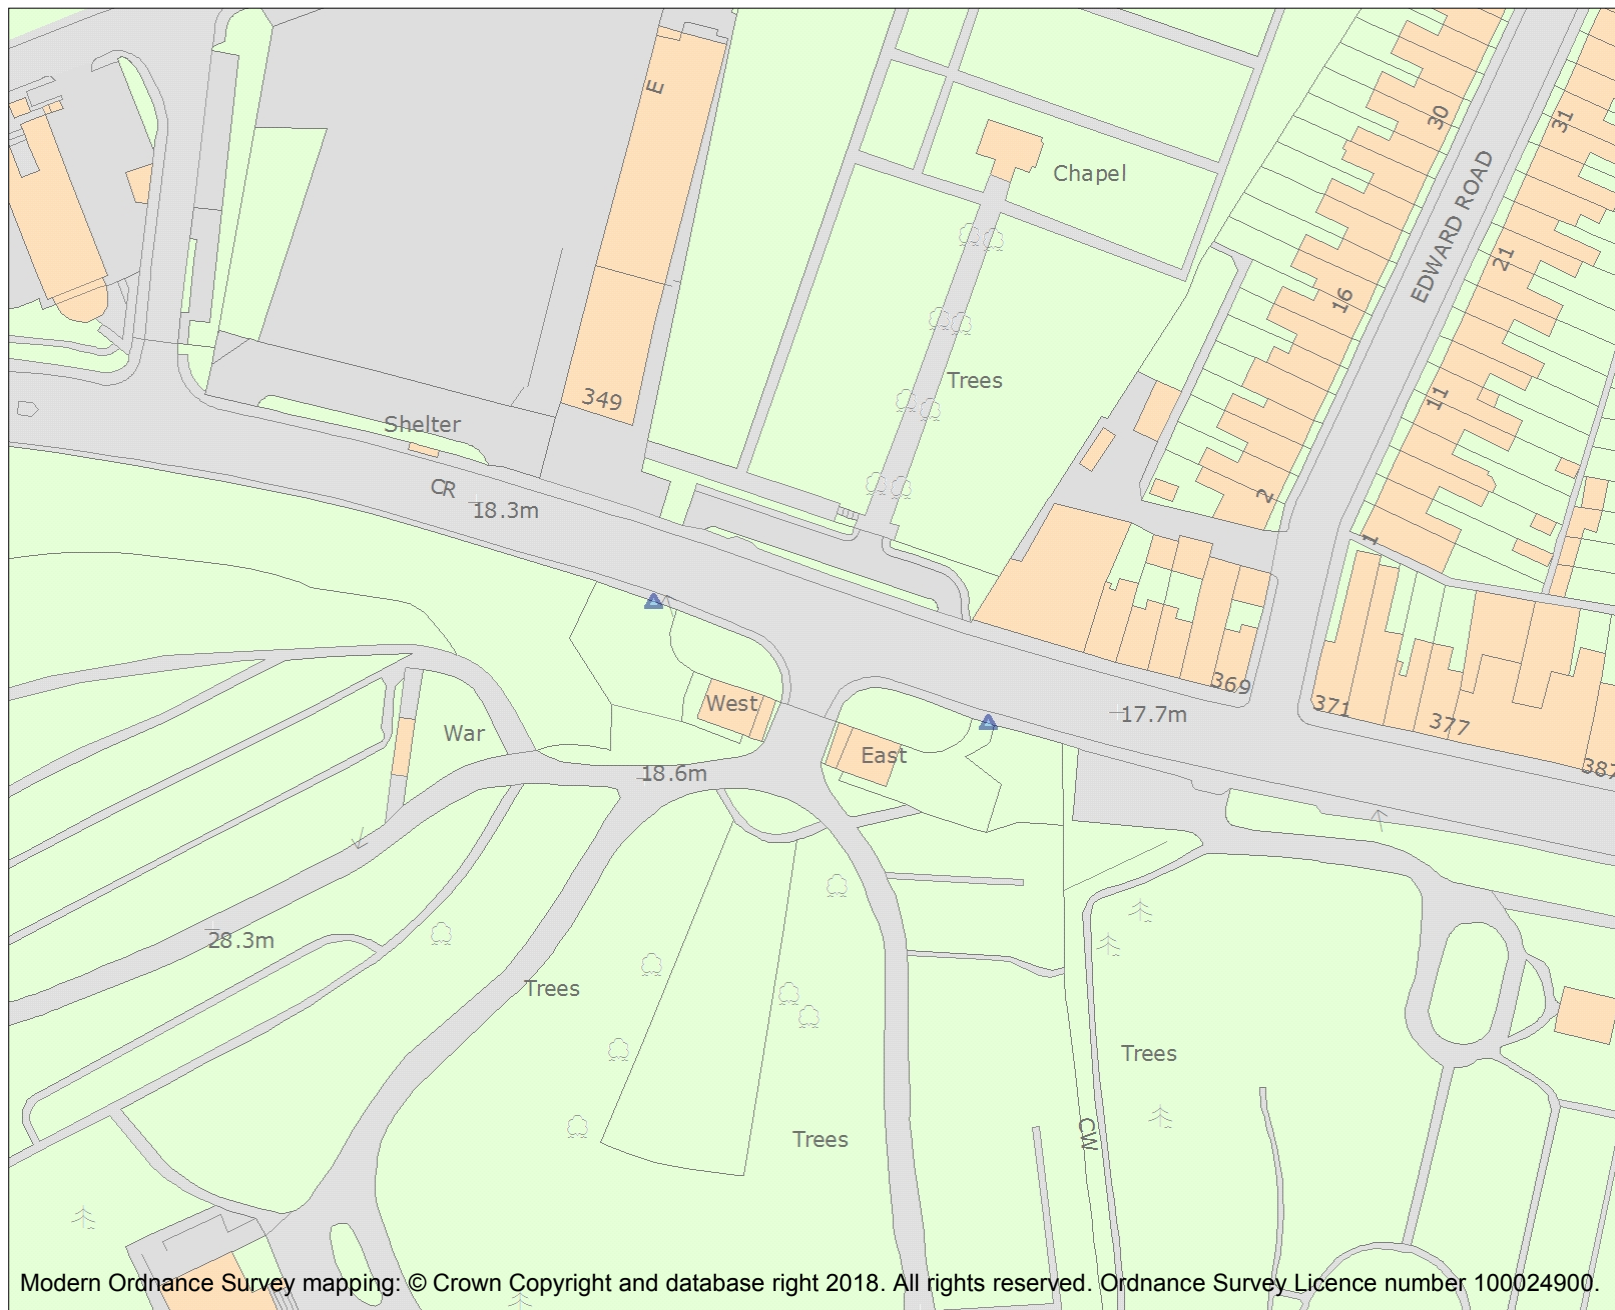 E
30
31
Chapel
EDWARD ROAD
21
16
Trees
349
11
Shelter
CR
18.3m
2
1
West
369
371
17.7m
377
War
East
18.6m
387
28.3m
Trees
Trees
CW
Trees
Modern Ordnance Survey mapping: © Crown Copyright and database right 2018. All rights reserved. Ordnance Survey Licence number 100024900.